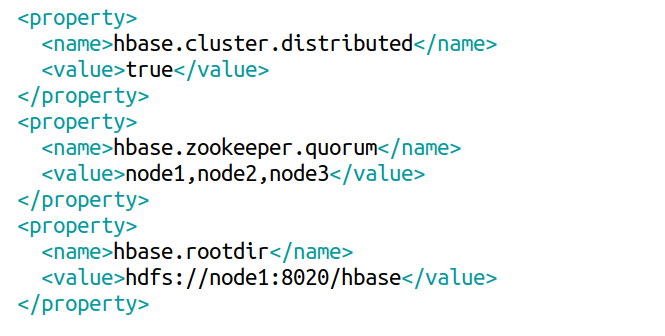 <property>
  <name>hbase.cluster.distributed</name>
  <value>true</value>
</property>
<property>
  <name>hbase.zookeeper.quorum</name>
  <value>node1,node2,node3</value>
</property>
<property>
  <name>hbase.rootdir</name>
  <value>hdfs://node1:8020/hbase</value>
</property>